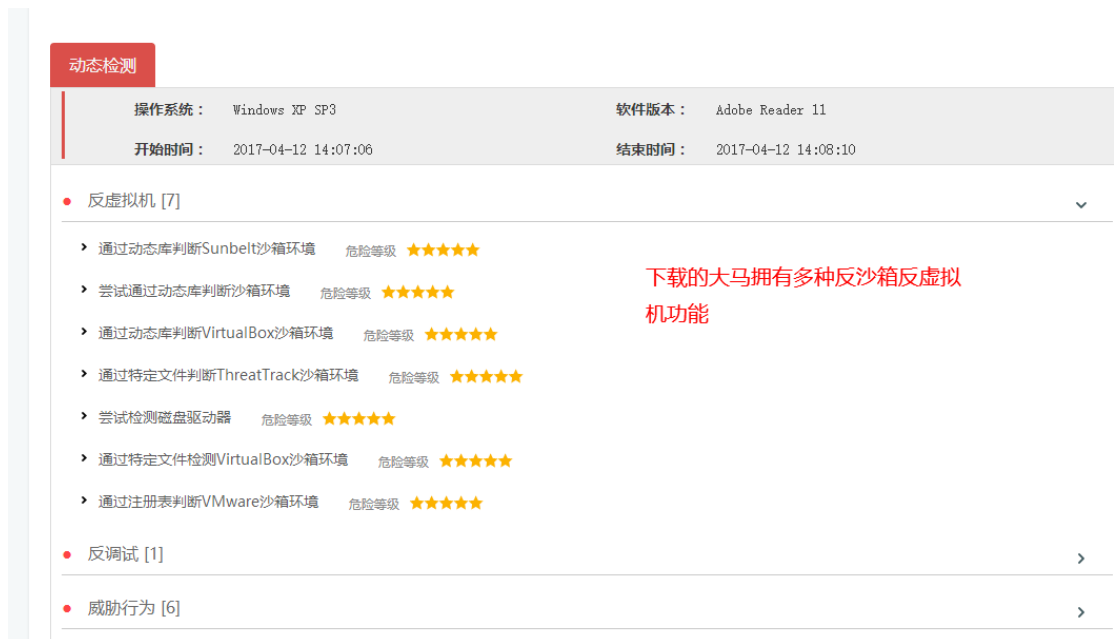 动态检测
操作系统： Windows XP SP3 软件版本： Adobe Reader 11
开始时间： 2017-04-12 14:07:06 结束时间： 2017-04-12 14:08:10
反虚拟机 [7]
通过动态库判断Sunbelt沙箱环境 危险等级
尝试通过动态库判断沙箱环境 危险等级
通过动态库判断VirtualBox沙箱环境 危险等级
通过特定文件判断ThreatTrack沙箱环境 危险等级
尝试检测磁盘驱动器 危险等级
通过特定文件检测VirtualBox沙箱环境 危险等级
通过注册表判断VMware沙箱环境 危险等级
下载的大马拥有多种反沙箱反虚拟
机功能
反调试 [1]
威胁行为 [6]